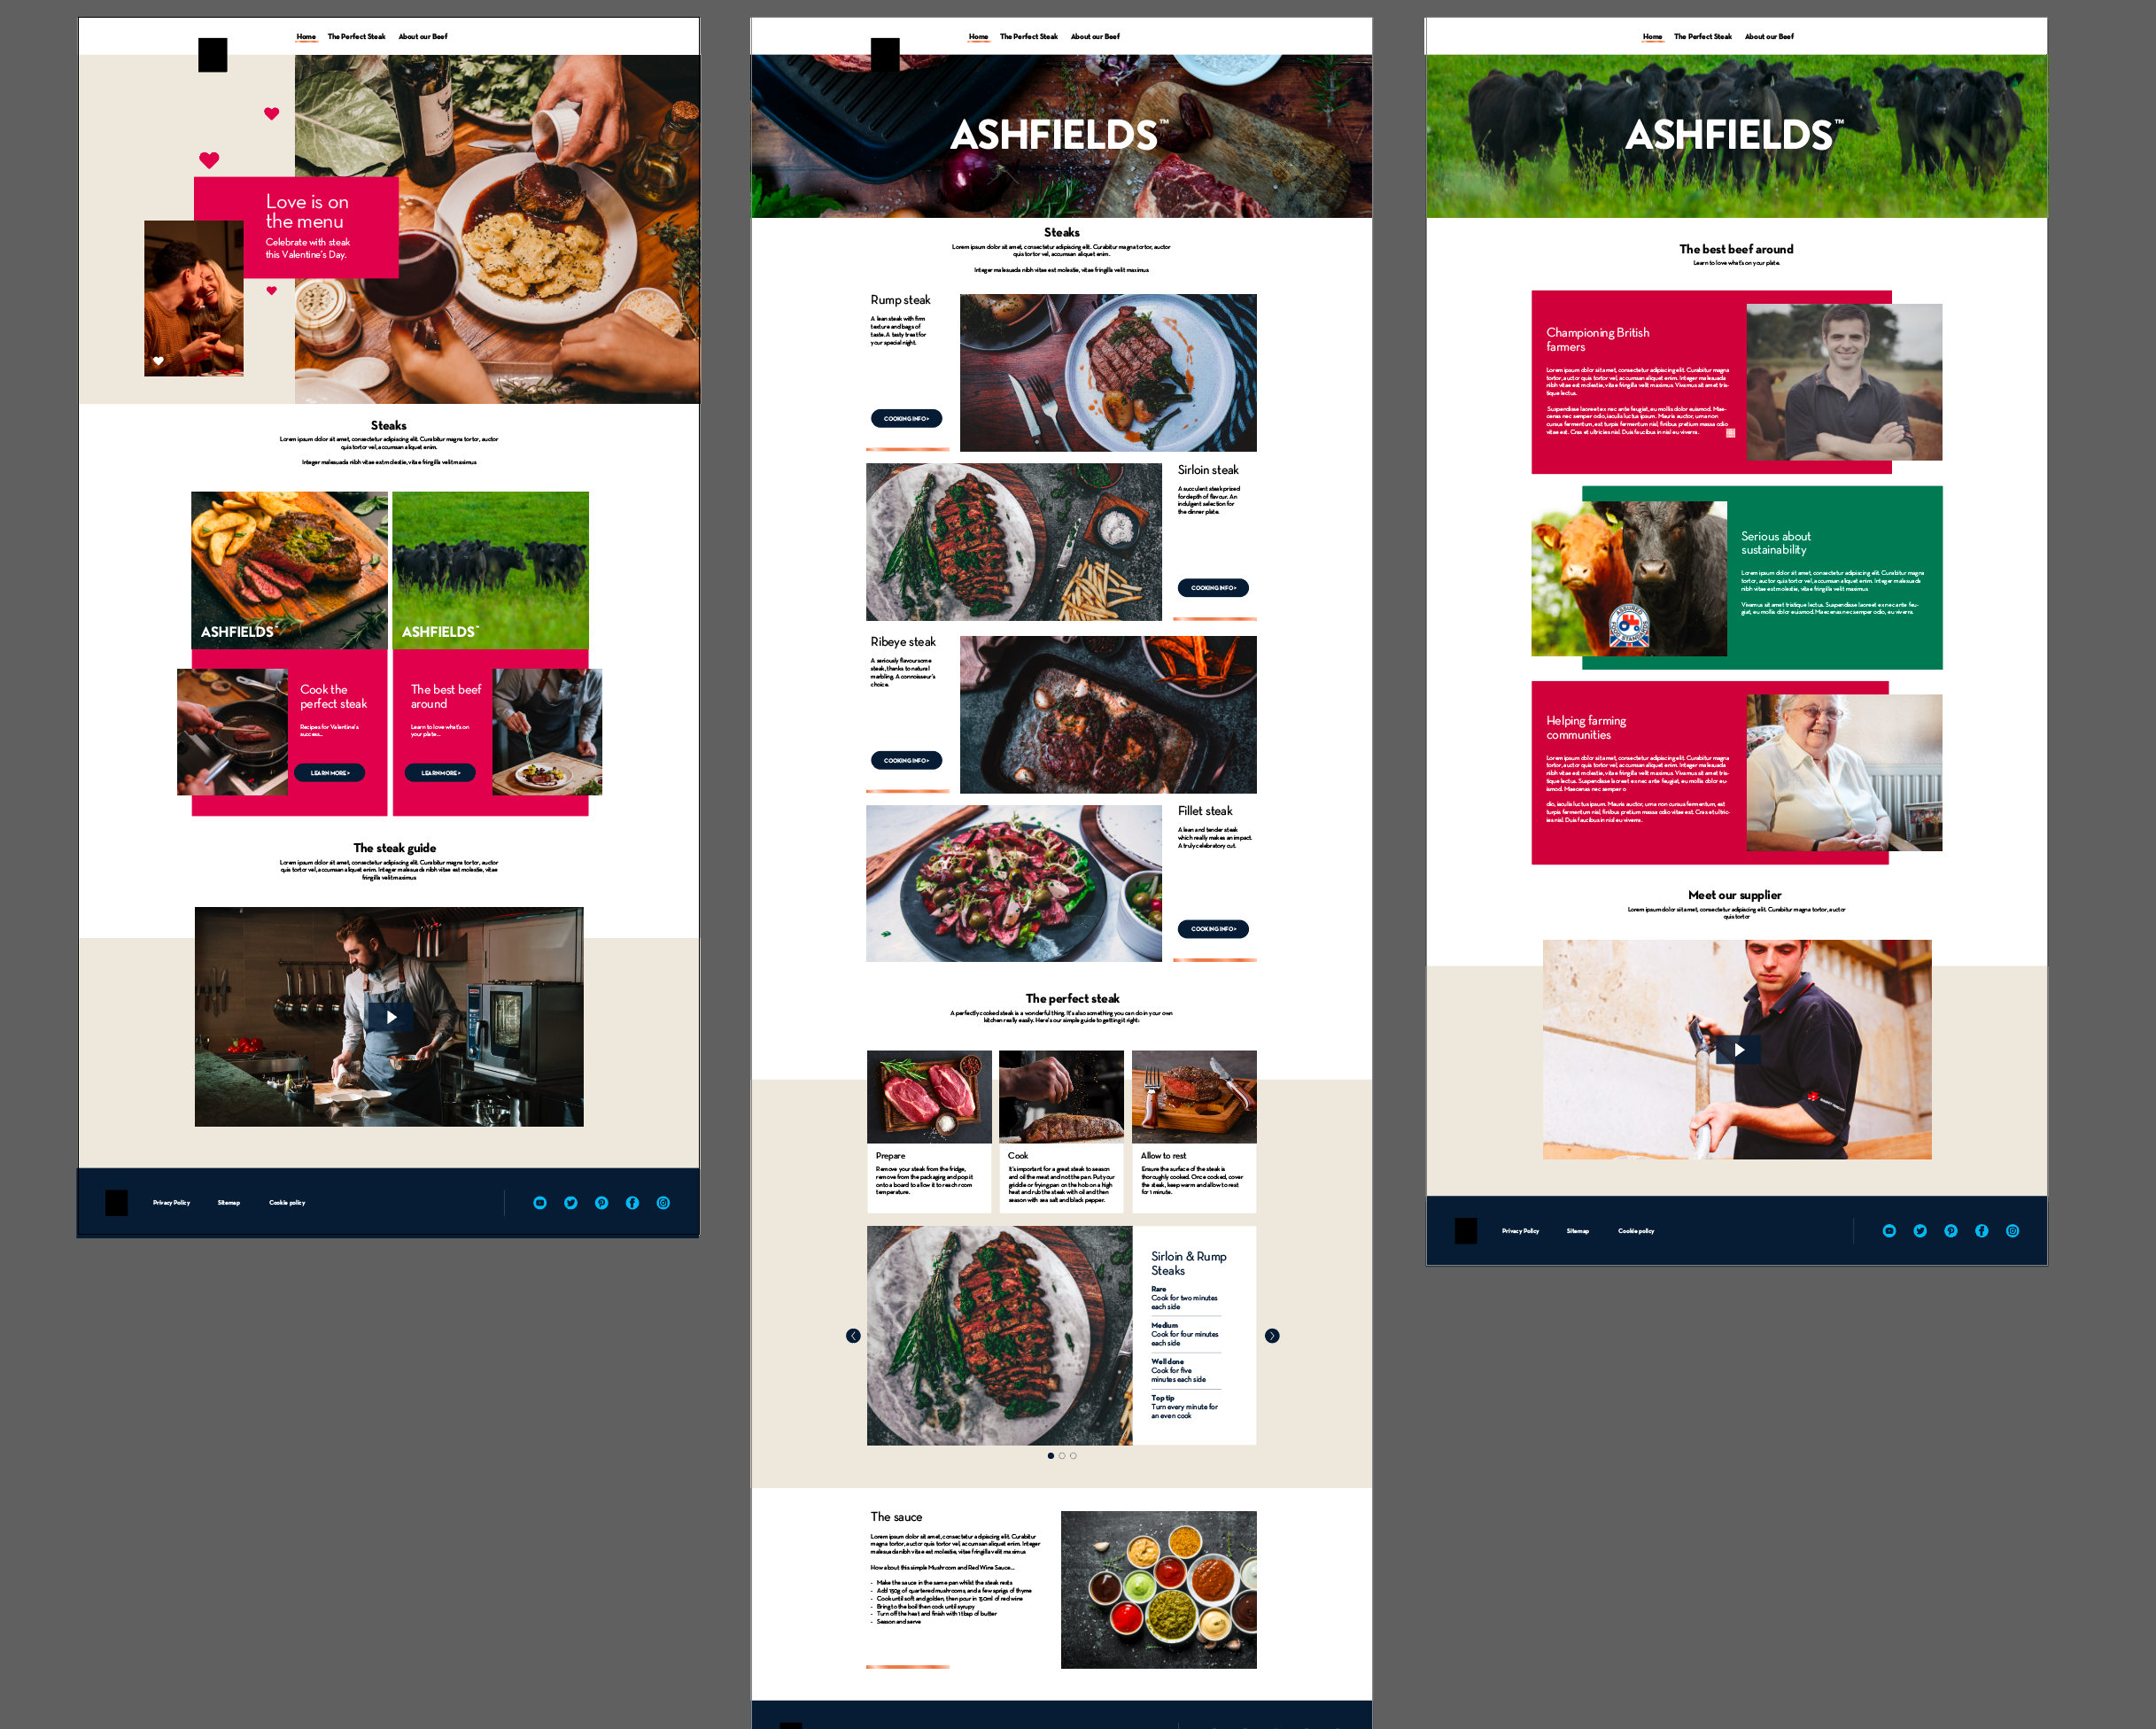 Home The Perfect Steak About our Beef
Love is on
the menu
Celebrate with steak
this Valentine's Day.
Steaks
Lorem ipsum dolor sit amet, consectetur adipiscing elit. Curabitur magna tortor, auctor
quis tortor vel, accumsan aliquet enim.
Integer malesuada nibh vitae est molestie, vitae fringilla velit maximus
ASHFIELDS™
ASHFIELDS™
Cook the
perfect steak
Recipes for Valentine's
success...
LEARN MORE >
The best beef
around
Learn to love what's on
your plate...
LEARN MORE >
The steak guide
Lorem ipsum dolor sit amet, consectetur adipiscing elit. Curabitur magna tortor, auctor
quis tortor vel, accumsan aliquet enim. Integer malesuada nibh vitae est molestie, vitae
fringilla velit maximus
Privacy Policy Sitemap Cookie policy
Home The Perfect Steak About our Beef
ASHFIELDS™
Steaks
Lorem ipsum dolor sit amet, consectetur adipiscing elit. Curabitur magna tortor, auctor
quis tortor vel, accumsan aliquet enim.
Integer malesuada nibh vitae est molestie, vitae fringilla velit maximus
Rump steak
A lean steak with firm
texture and bags of
taste. A tasty treat for
your special night.
COOKING INFO >
Sirloin steak
A succulent steak prized
for depth of flavour. An
indulgent selection for
the dinner plate.
COOKING INFO >
Ribeye steak
A seriously flavoursome
steak, thanks to natural
marbling. A connoisseur's
choice.
COOKING INFO >
Fillet steak
A lean and tender steak
which really makes an impact.
A truly celebratory cut.
COOKING INFO >
The perfect steak
A perfectly cooked steak is a wonderful thing. It's also something you can do in your own
kitchen really easily. Here's our simple guide to getting it right:
Prepare
Remove your steak from the fridge,
remove from the packaging and pop it
onto a board to allow it to reach room
temperature.
Cook
It's important for a great steak to season
and oil the meat and not the pan. Put your
griddle or frying pan on the hob on a high
heat and rub the steak with oil and then
season with sea salt and black pepper.
Allow to rest
Ensure the surface of the steak is
thoroughly cooked. Once cooked, cover
the steak, keep warm and allow to rest
for 1 minute.
Sirloin & Rump
Steaks
Rare
Cook for two minutes
each side
Medium
Cook for four minutes
each side
Well done
Cook for five
minutes each side
Top tip
Turn every minute for
an even cook
The sauce
Lorem ipsum dolor sit amet, consectetur adipiscing elit. Curabitur
magna tortor, auctor quis tortor vel, accumsan aliquet enim. Integer
malesuada nibh vitae est molestie, vitae fringilla velit maximus
How about this simple Mushroom and Red Wine Sauce...
- Make the sauce in the same pan whilst the steak rests
- Add 150g of quartered mushrooms, and a few sprigs of thyme
- Cook until soft and golden, then pour in 150ml of red wine
- Bring to the boil then cook until syrupy
- Turn off the heat and finish with 1 tbsp of butter
- Season and serve
Home The Perfect Steak About our Beef
ASHFIELDS™
The best beef around
Learn to love what's on your plate.
Championing British
farmers
Lorem ipsum dolor sit amet, consectetur adipiscing elit. Curabitur magna
tortor, auctor quis tortor vel, accumsan aliquet enim. Integer malesuada
nibh vitae est molestie, vitae fringilla velit maximus. Vivamus sit amet tris-
tique lectus.
Suspendisse laoreet ex nec ante feugiat, eu mollis dolor euismod. Mae-
cenas nec semper odio, iaculis luctus ipsum. Mauris auctor, urna non
cursus fermentum, est turpis fermentum nisl, finibus pretium massa odio
vitae est. Cras et ultricies nisl. Duis faucibus in nisl eu viverra.
ASSURED
FOOD STANDARDS
Serious about
sustainability
Lorem ipsum dolor sit amet, consectetur adipiscing elit. Curabitur magna
tortor, auctor quis tortor vel, accumsan aliquet enim. Integer malesuada
nibh vitae est molestie, vitae fringilla velit maximus
Vivamus sit amet tristique lectus. Suspendisse laoreet ex nec ante feu-
giat, eu mollis dolor euismod. Maecenas nec semper odio, eu viverra.
Helping farming
communities
Lorem ipsum dolor sit amet, consectetur adipiscing elit. Curabitur magna
tortor, auctor quis tortor vel, accumsan aliquet enim. Integer malesuada
nibh vitae est molestie, vitae fringilla velit maximus. Vivamus sit amet tris-
tique lectus. Suspendisse laoreet ex nec ante feugiat, eu mollis dolor eu-
ismod. Maecenas nec semper o
dio, iaculis luctus ipsum. Mauris auctor, urna non cursus fermentum, est
turpis fermentum nisl, finibus pretium massa odio vitae est. Cras et ultric-
ies nisl. Duis faucibus in nisl eu viverra.
Meet our supplier
Lorem ipsum dolor sit amet, consectetur adipiscing elit. Curabitur magna tortor, auctor
quis tortor
Privacy Policy Sitemap Cookie policy